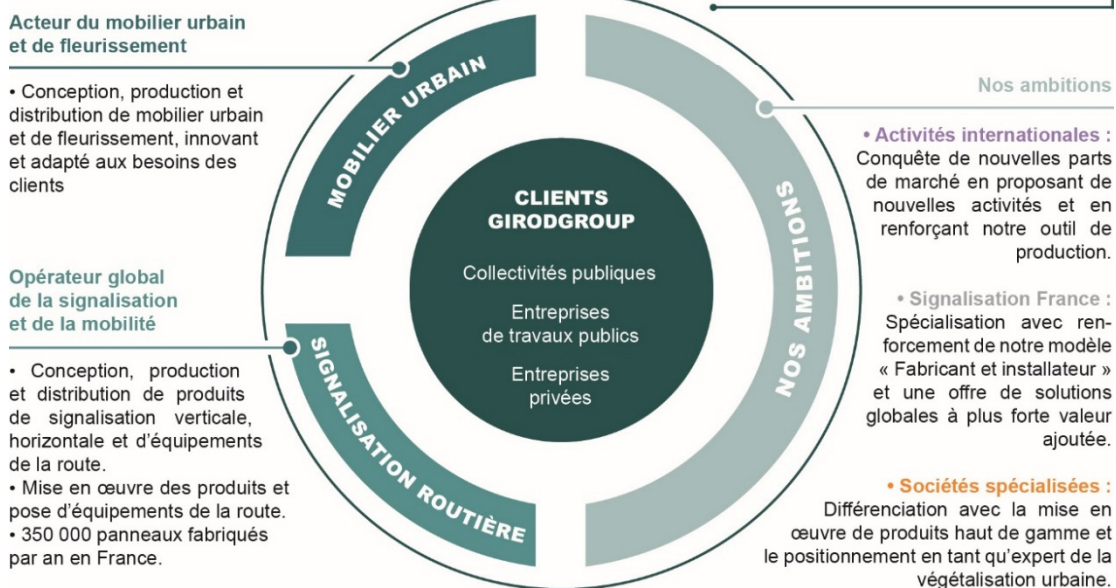 Acteur du mobilier urbain
et de fleurissement
• Conception, production et
distribution de mobilier urbain
et de fleurissement, innovant
et adapté aux besoins des
clients
Opérateur global
de la signalisation
et de la mobilité
• Conception, production
et distribution de produits
de signalisation verticale,
horizontale et d’équipements
de la route.
• Mise en œuvre des produits et
pose d’équipements de la route.
• 350 000 panneaux fabriqués
par an en France.
MOBILIER URBAIN
SIGNALISATION ROUTIÈRE
CLIENTS
GIRODGROUP
Collectivités publiques
Entreprises
de travaux publics
Entreprises
privées
NOS AMBITIONS
Nos ambitions
• Activités internationales :
Conquête de nouvelles parts
de marché en proposant de
nouvelles activités et en
renforçant notre outil de
production.
• Signalisation France :
Spécialisation avec ren-
forcement de notre modèle
« Fabricant et installateur »
et une offre de solutions
globales à plus forte valeur
ajoutée.
• Sociétés spécialisées :
Différenciation avec la mise en
œuvre de produits haut de gamme et
le positionnement en tant qu’expert de la
végétalisation urbaine.